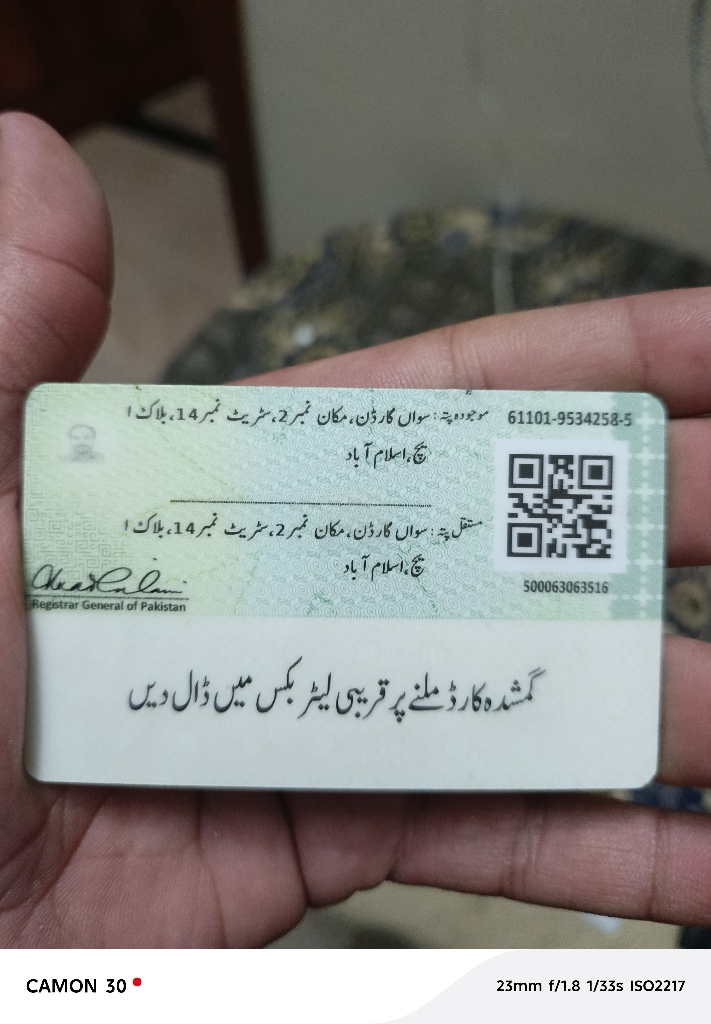 موجودہ پتہ: سواں گارڈن، مکان نمبر 2، سٹریٹ نمبر 14، بلاک ا
یچ، اسلام آباد
61101-9534258-5
مستقل پتہ: سواں گارڈن، مکان نمبر 2، سٹریٹ نمبر 14، بلاک ا
یچ، اسلام آباد
500063063516
Registrar General of Pakistan
گمشدہ کارڈ ملنے پر قریبی لیٹر بکس میں ڈال دیں
CAMON 30
23mm f/1.8 1/33s ISO2217